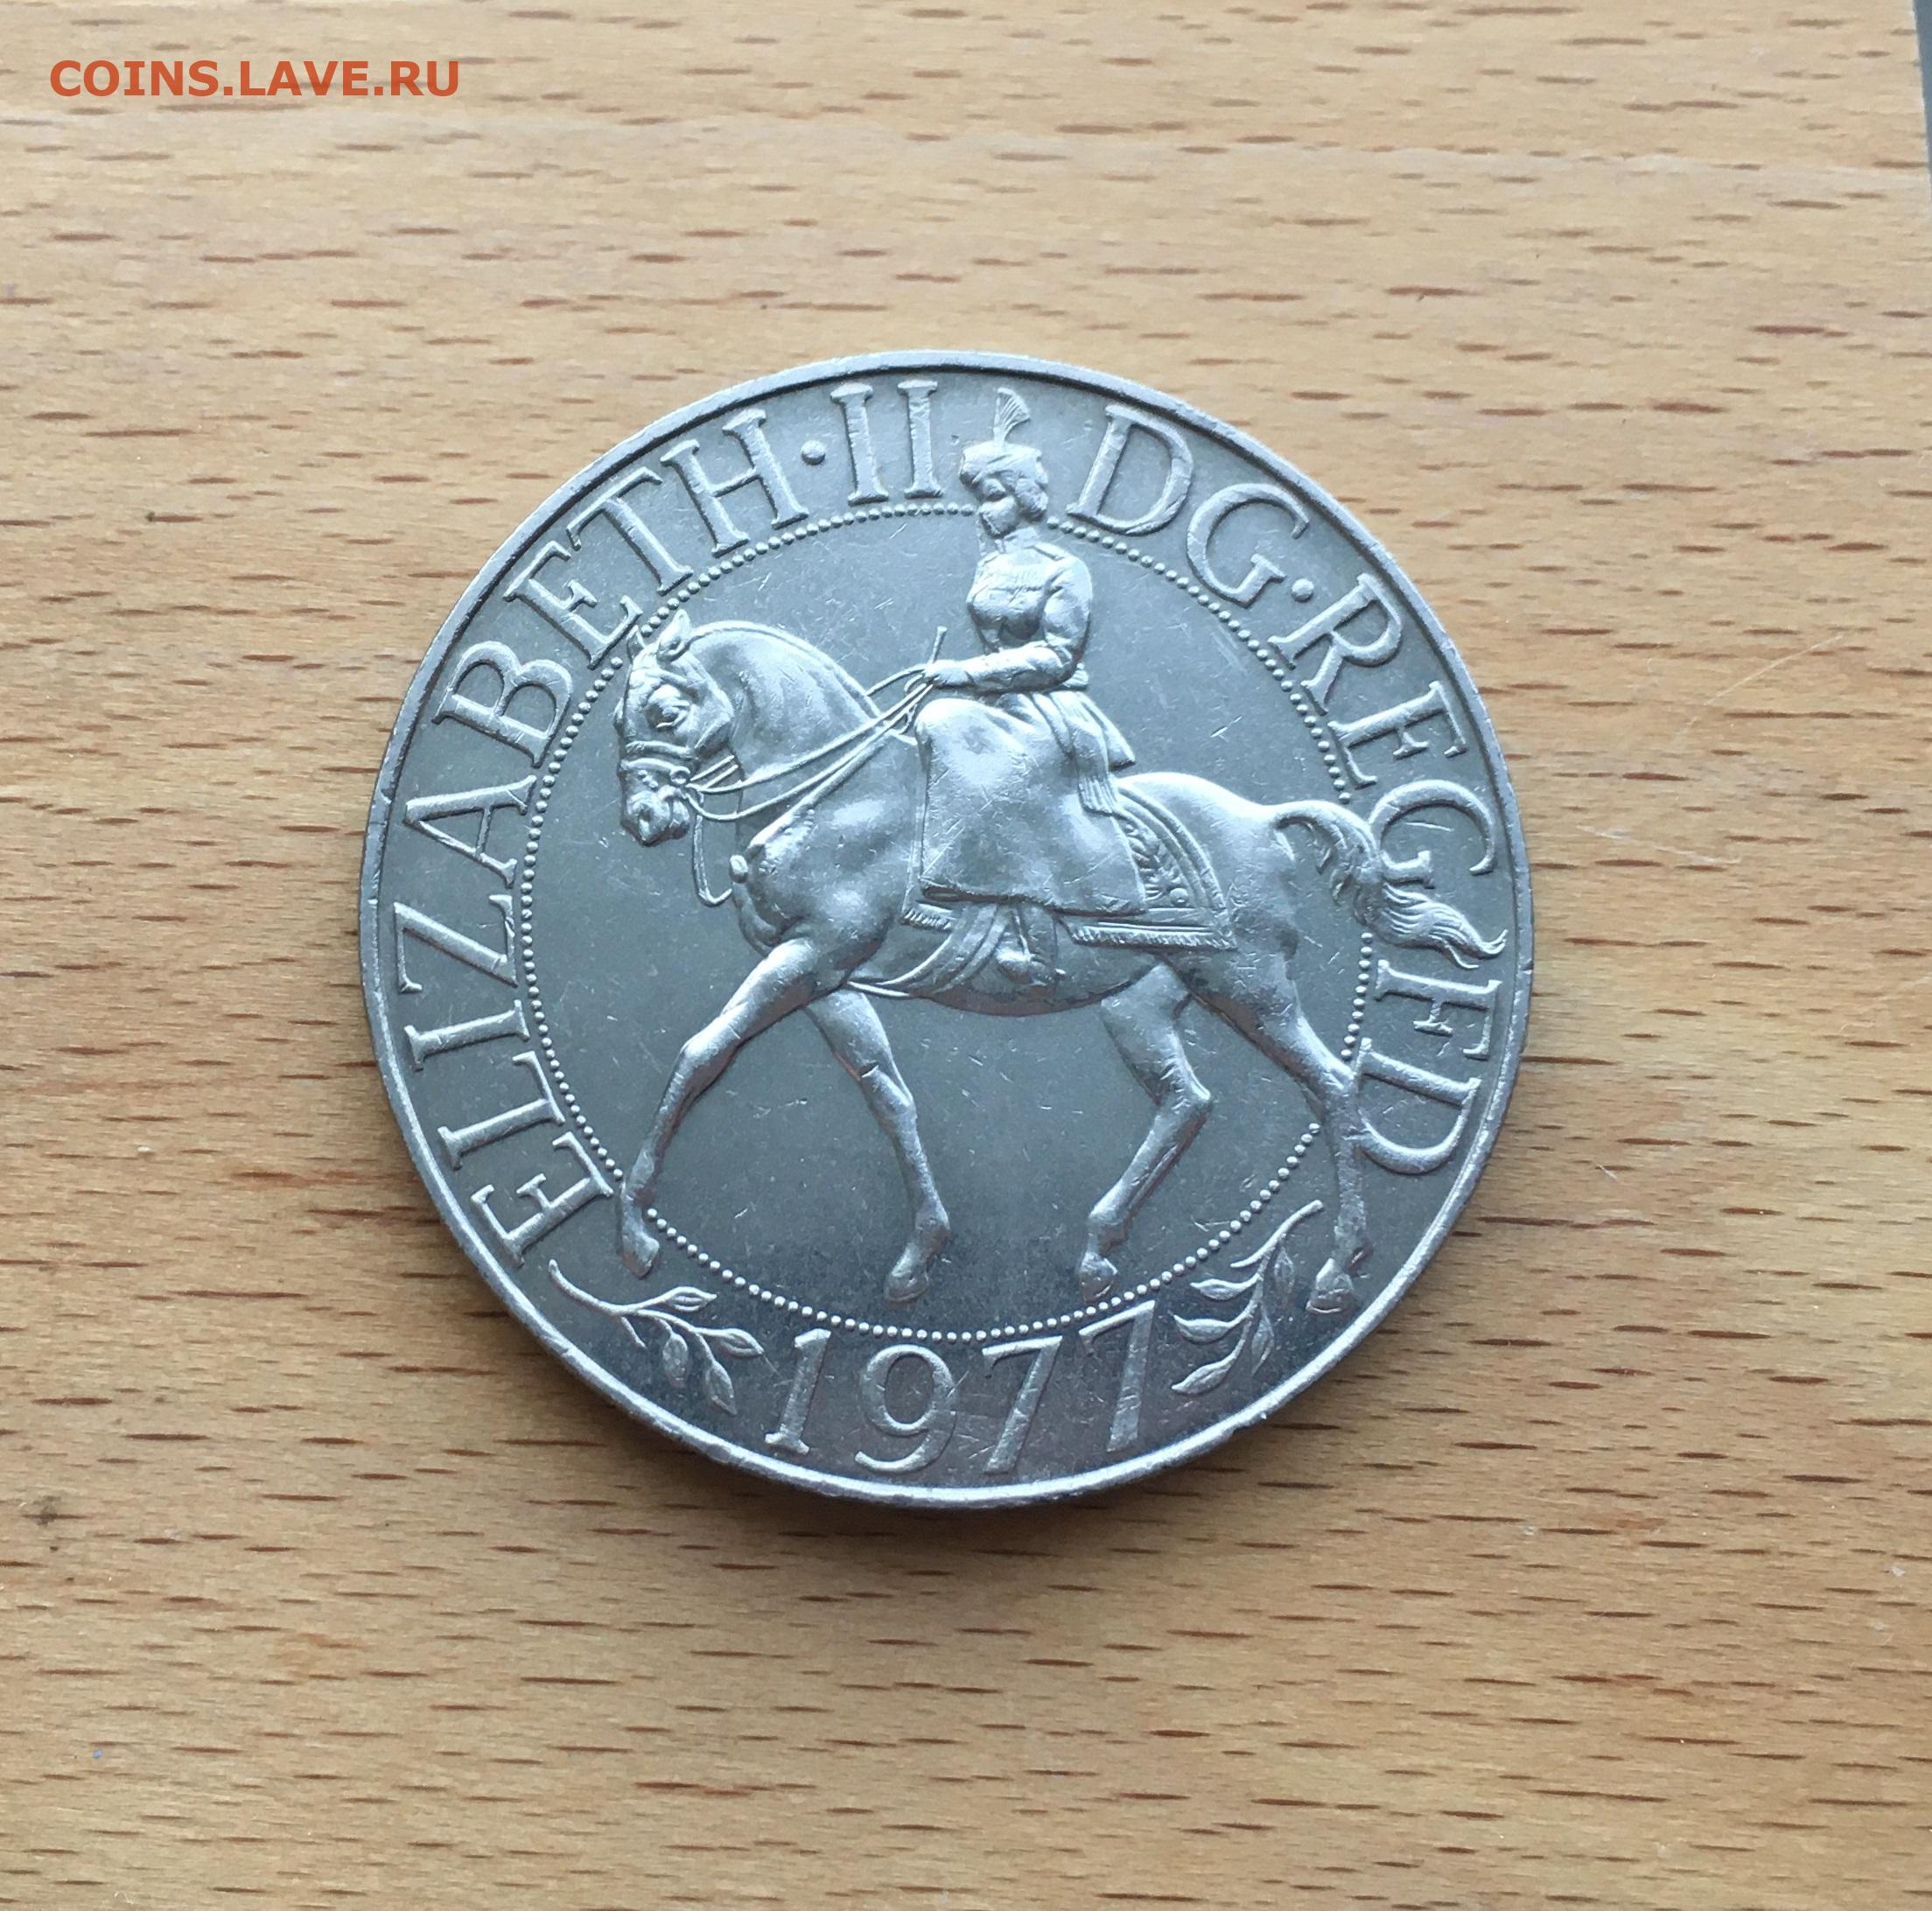 COINS.LAVE.RU
ELIZABETH·II DG·REG FD
1977